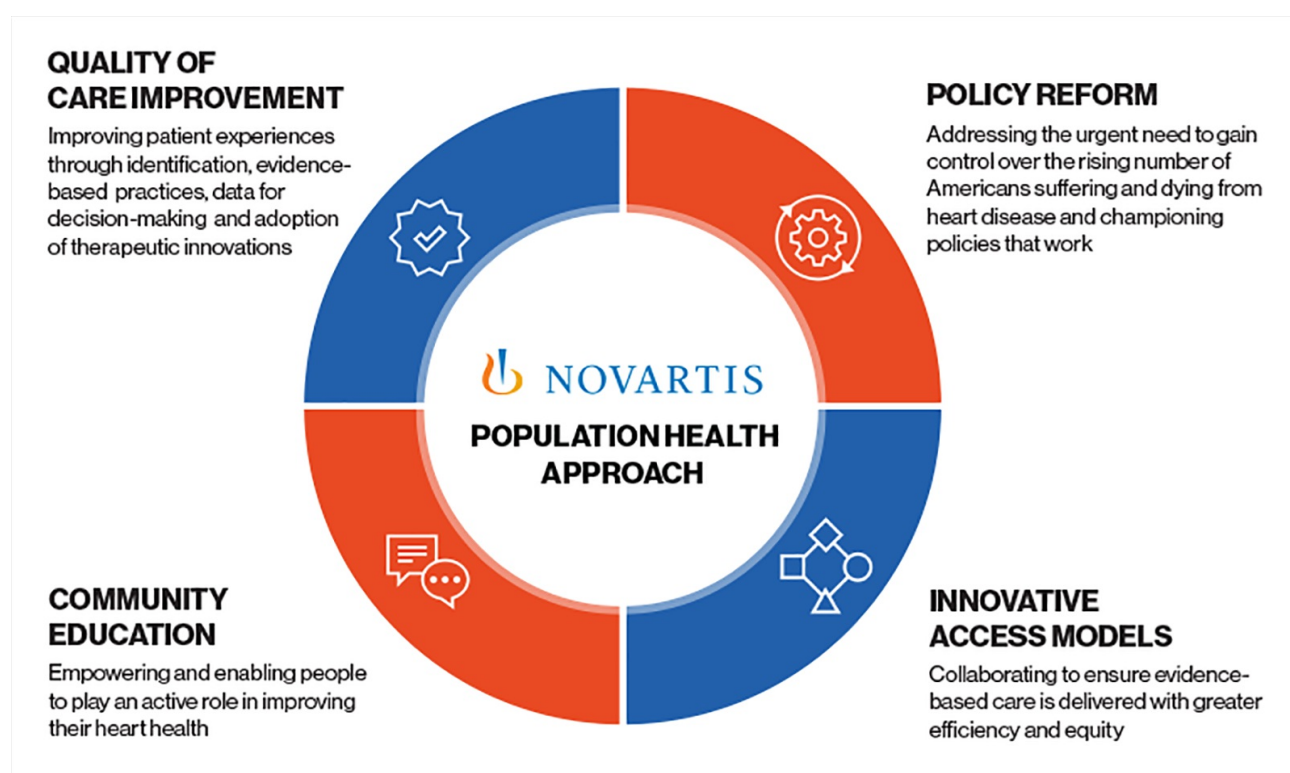 QUALITY OF
CARE IMPROVEMENT
Improving patient experiences
through identification, evidence-
based practices, data for
decision-making and adoption
of therapeutic innovations
POLICY REFORM
Addressing the urgent need to gain
control over the rising number of
Americans suffering and dying from
heart disease and championing
policies that work
NOVARTIS
POPULATION HEALTH
APPROACH
COMMUNITY
EDUCATION
Empowering and enabling people
to play an active role in improving
their heart health
INNOVATIVE
ACCESS MODELS
Collaborating to ensure evidence-
based care is delivered with greater
efficiency and equity